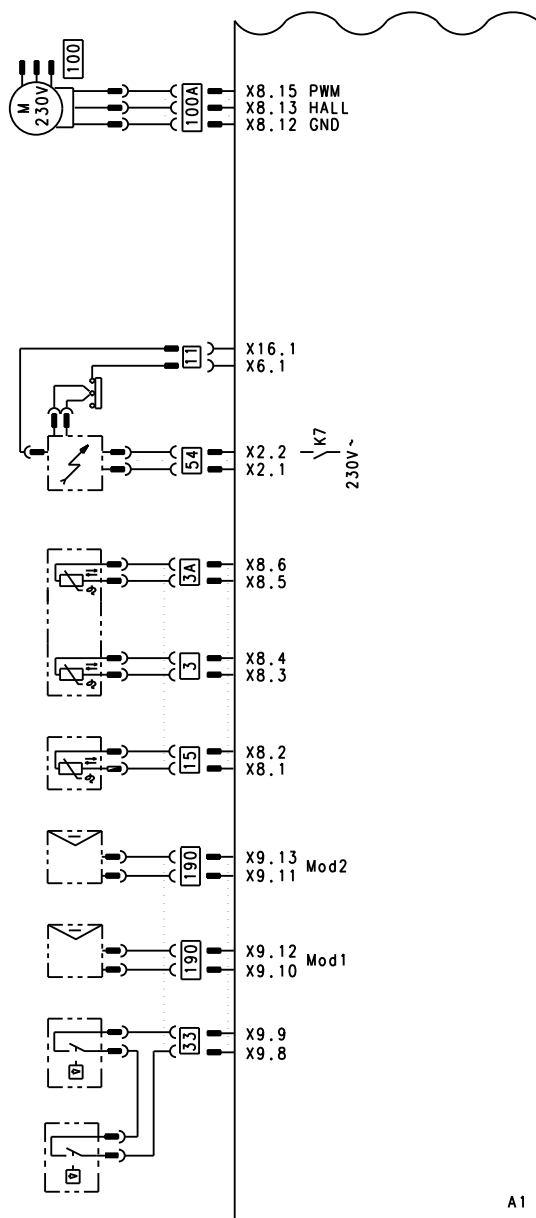 100
M
230V
100A
X8.15 PWM
X8.13 HALL
X8.12 GND
11
X16.1
X6.1
54
X2.2
X2.1
K7
230V~
3A
X8.6
X8.5
3
X8.4
X8.3
15
X8.2
X8.1
190
X9.13
X9.11
Mod2
190
X9.12
X9.10
Mod1
33
X9.9
X9.8
A1